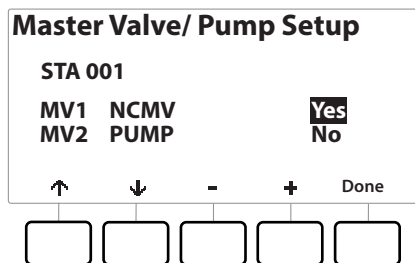 Master Valve/ Pump Setup
STA 001
MV1 NCMV Yes
MV2 PUMP No
↑ ↓ - + Done